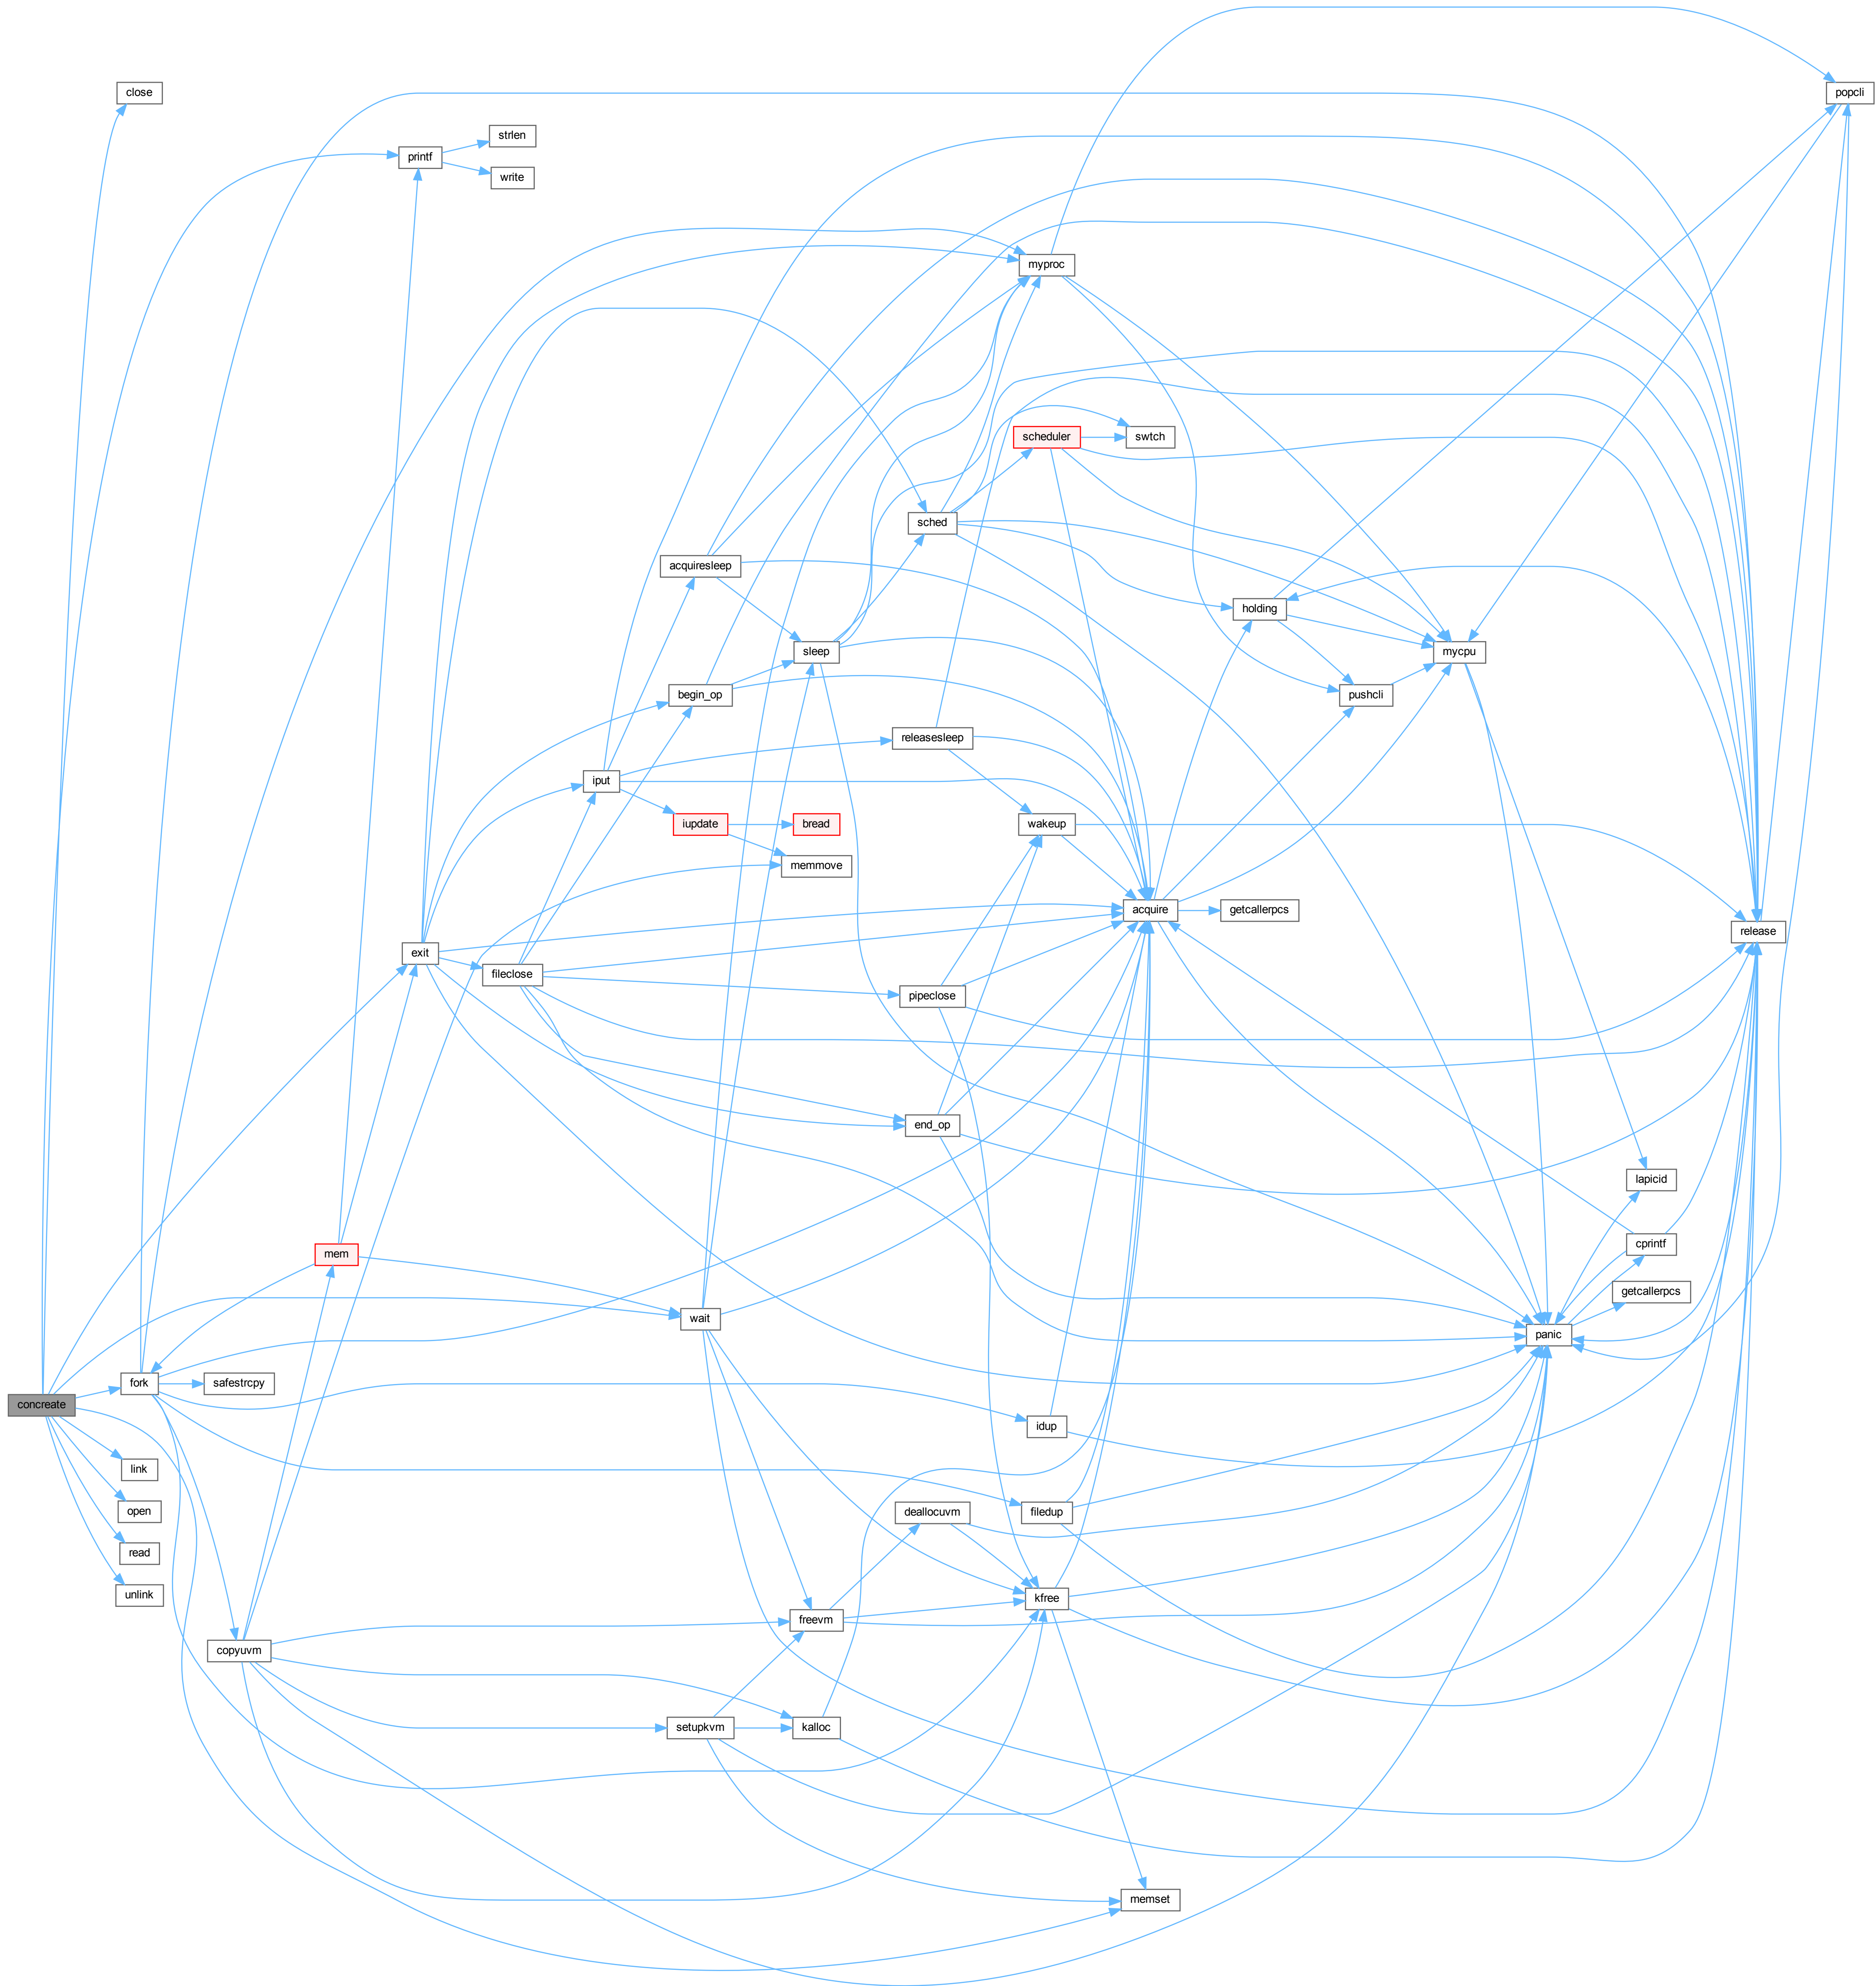 popcli
close
strlen
printf
write
myproc
scheduler
swtch
sched
acquiresleep
holding
sleep
mycpu
begin_op
pushcli
releasesleep
iput
iupdate
bread
wakeup
memmove
acquire
getcallerpcs
release
exit
fileclose
pipeclose
end_op
lapicid
cprintf
mem
getcallerpcs
wait
panic
fork
safestrcpy
concreate
idup
link
open
deallocuvm
filedup
read
unlink
kfree
freevm
copyuvm
setupkvm
kalloc
memset